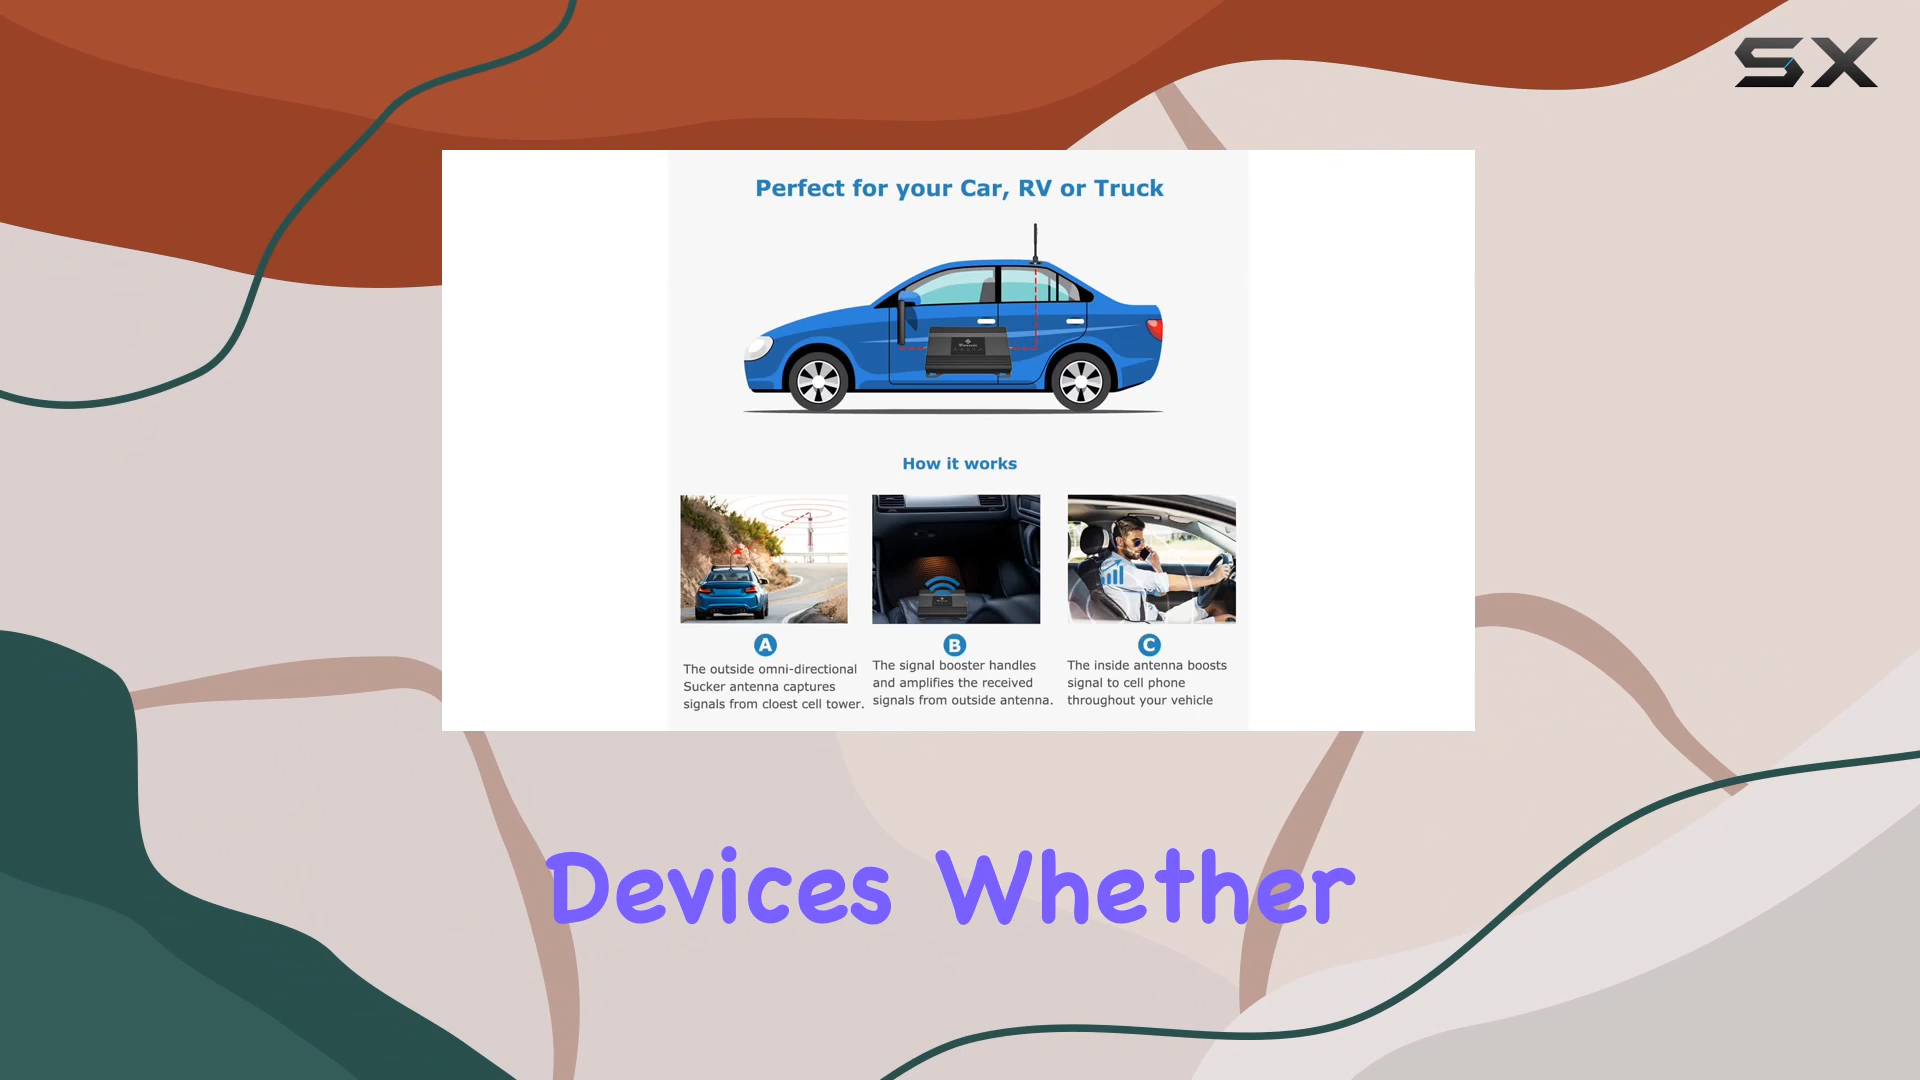 SX
Perfect for your Car, RV or Truck
How it works
A
The outside omni-directional
Sucker antenna captures
signals from cloest cell tower.
B
The signal booster handles
and amplifies the received
signals from outside antenna.
C
The inside antenna boosts
signal to cell phone
throughout your vehicle
Devices Whether